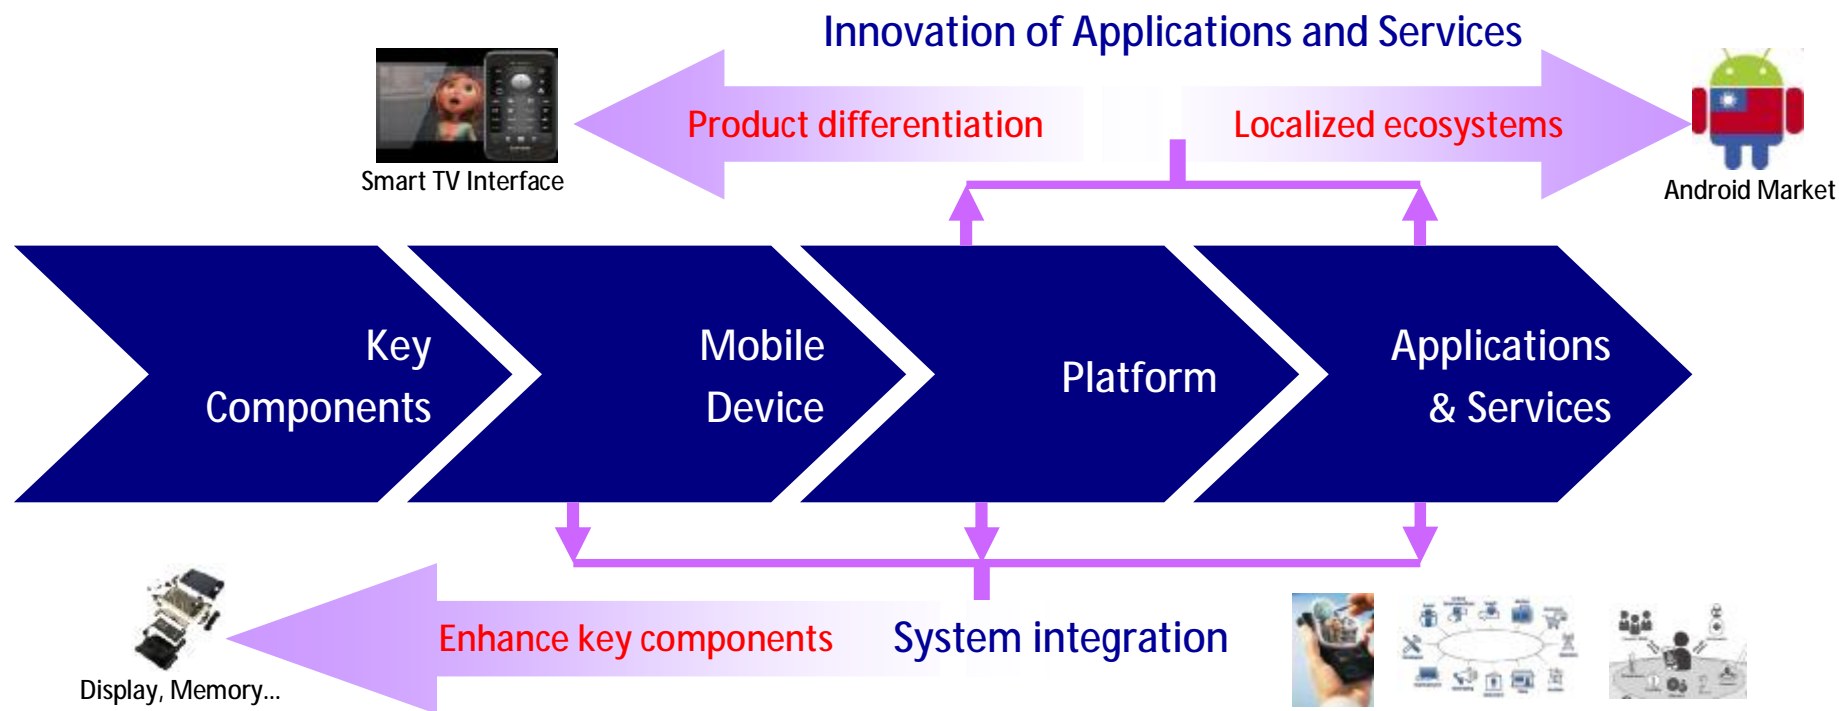 Innovation of Applications and Services
Product differentiation
Localized ecosystems
Smart TV Interface
Android Market
Key
Components
Mobile
Device
Platform
Applications
& Services
Enhance key components
System integration
Display, Memory...